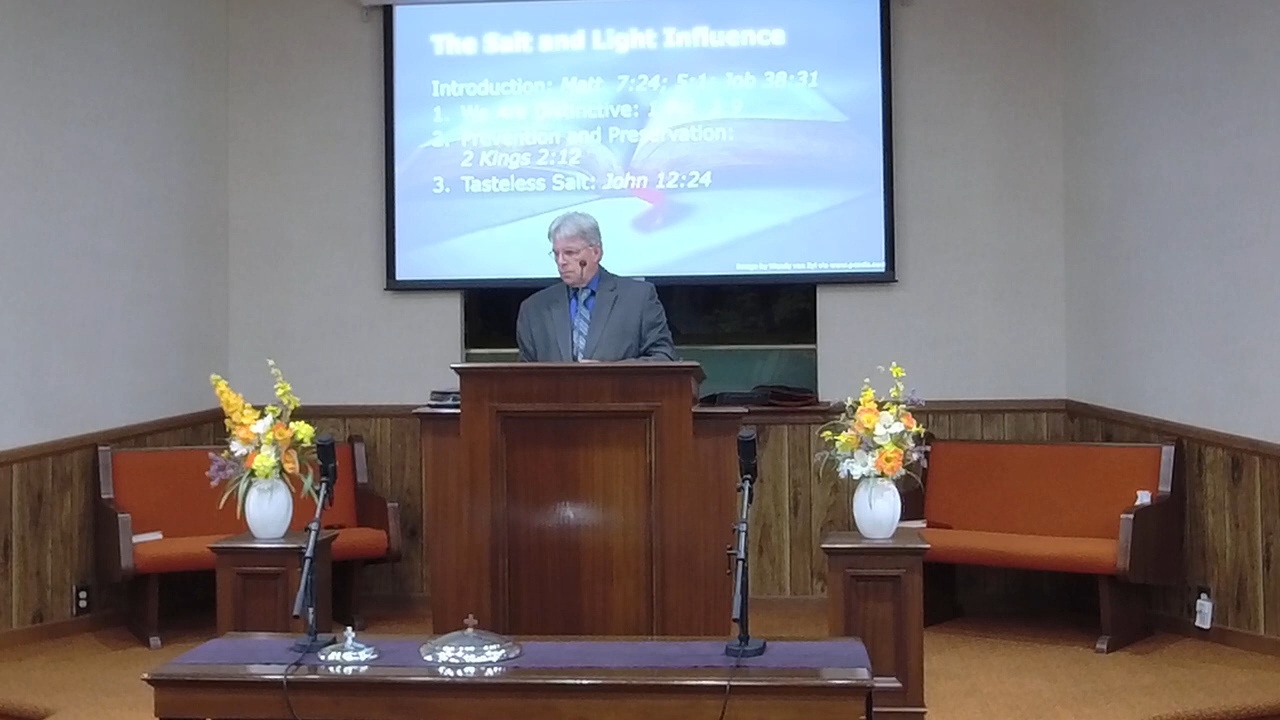 The Salt and Light Influence
Introduction: Matt 7:24; 5:1; Job 38:31
1. We are Distinctive:
2. Prevention and Preservation:
2 Kings 2:12
3. Tasteless Salt: John 12:24